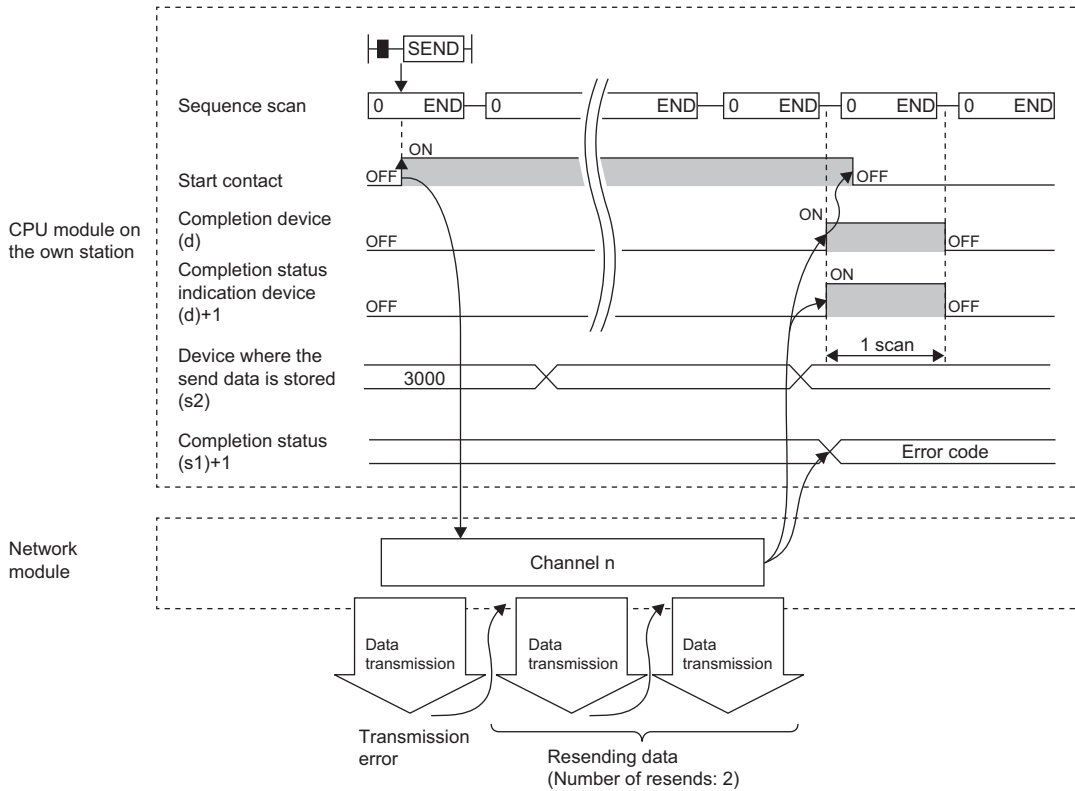 SEND
Sequence scan
0 END 0 END 0 END 0 END 0 END
ON
Start contact
OFF
OFF
CPU module on
the own station
Completion device
(d)
ON
OFF
OFF
Completion status
indication device
(d)+1
ON
OFF
OFF
1 scan
Device where the
send data is stored
(s2)
3000
Completion status
(s1)+1
Error code
Network
module
Channel n
Data
transmission
Data
transmission
Data
transmission
Transmission
error
Resending data
(Number of resends: 2)